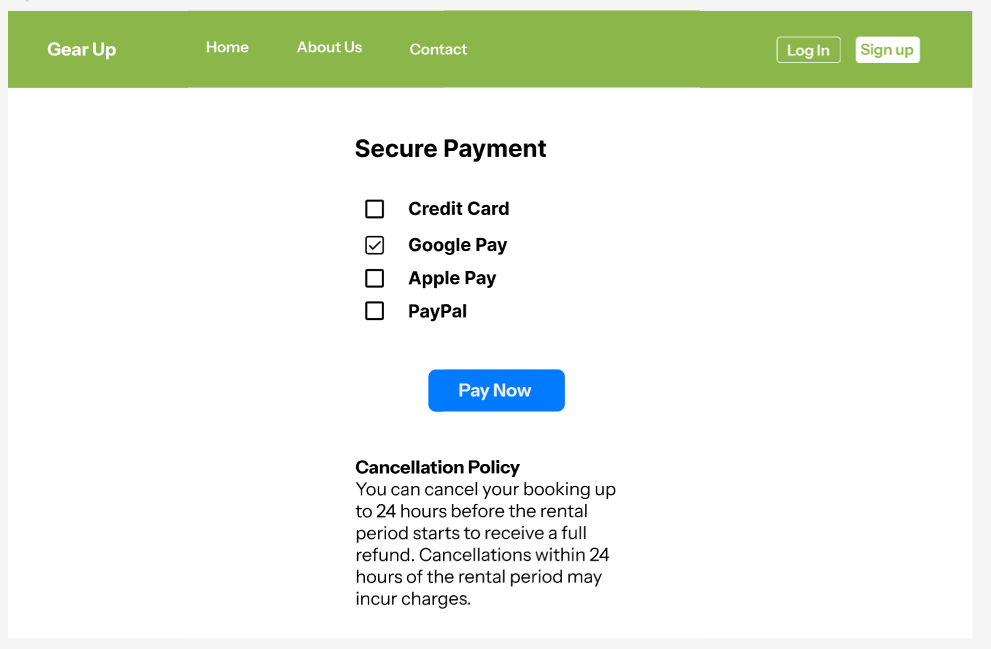 Gear Up
Home
About Us
Contact
Log In
Sign up
Secure Payment
Credit Card
Google Pay
Apple Pay
PayPal
Pay Now
Cancellation Policy
You can cancel your booking up
to 24 hours before the rental
period starts to receive a full
refund. Cancellations within 24
hours of the rental period may
incur charges.